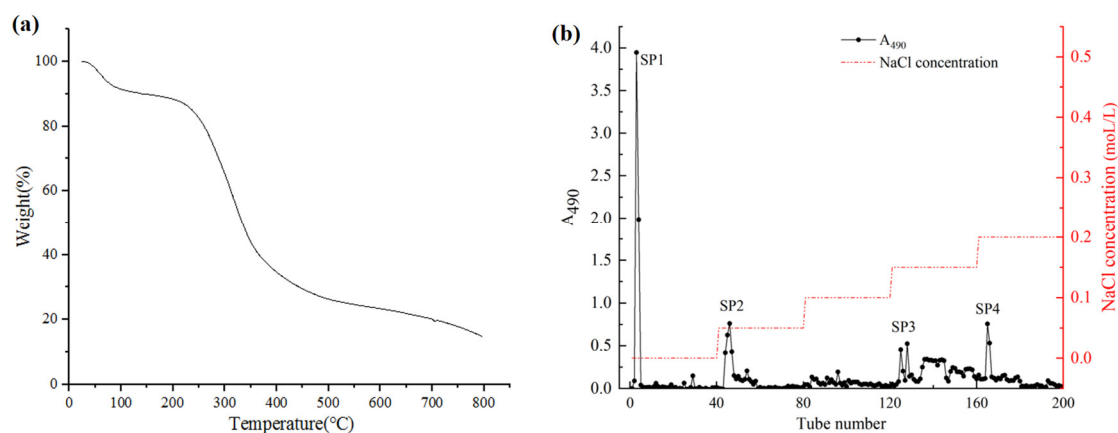 (a)
100
80
60
40
20
0
Weight(%)
0 100 200 300 400 500 600 700 800
Temperature(°C)
(b)
A490
NaCl concentration
SP1
SP2
SP3
SP4
4.0
3.5
3.0
2.5
2.0
1.5
1.0
0.5
0.0
A490
0.5
0.4
0.3
0.2
0.1
0.0
NaCl concentration (moL/L)
0 40 80 120 160 200
Tube number